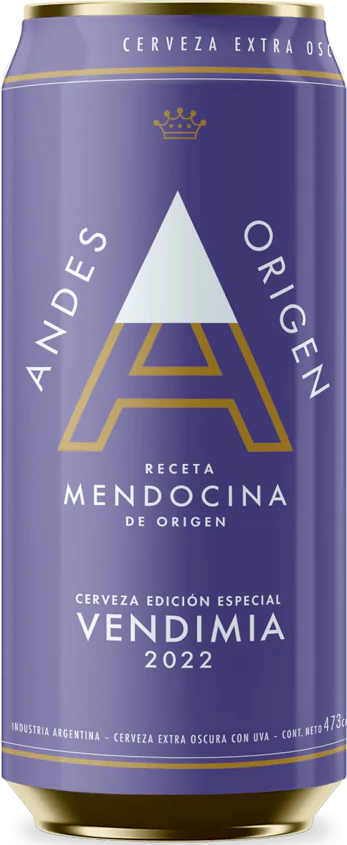 CERVEZA EXTRA OSC
ANDES
ORIGEN
A
RECETA
MENDOCINA
DE ORIGEN
CERVEZA EDICIÓN ESPECIAL
VENDIMIA
2022
INDUSTRIA ARGENTINA - CERVEZA EXTRA OSCURA CON UVA - CONT. NETO 473C